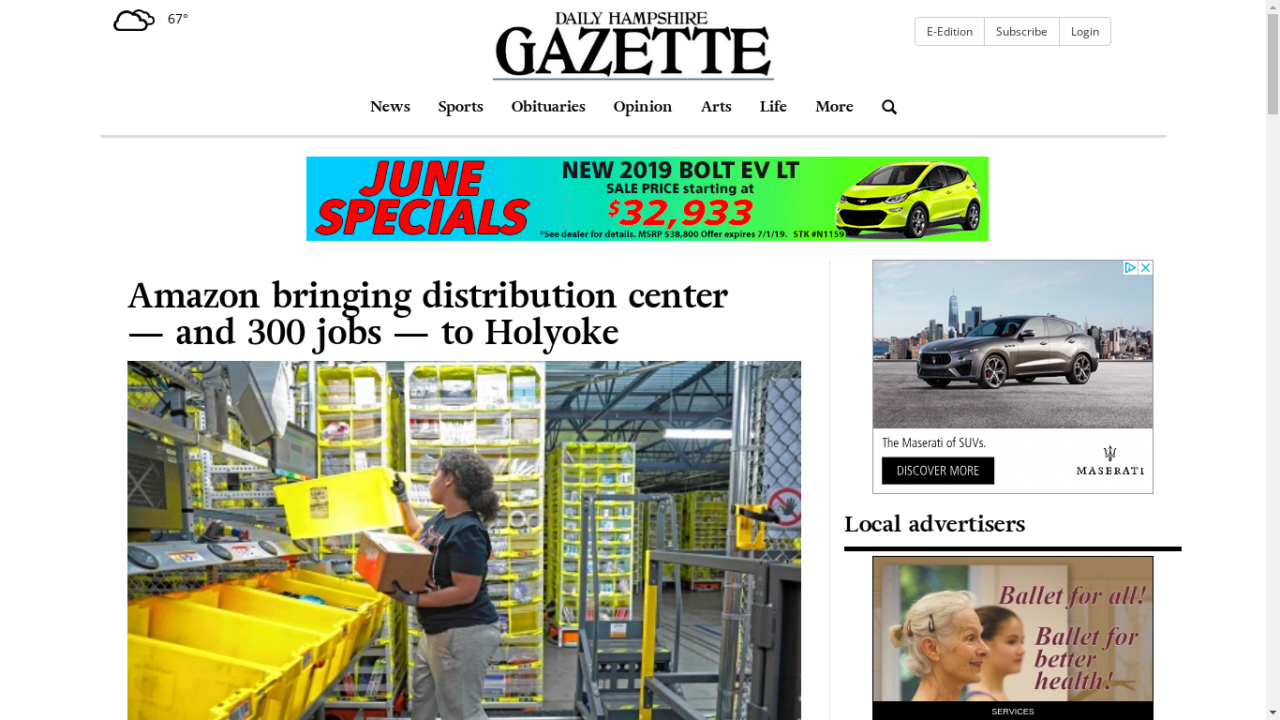 67°
DAILY HAMPSHIRE
GAZETTE
E-Edition Subscribe Login
News Sports Obituaries Opinion Arts Life More
JUNE
SPECIALS
NEW 2019 BOLT EV LT
SALE PRICE starting at
$32,933
*See dealer for details. MSRP $38,800 Offer expires 7/1/19. STK #N1159
Amazon bringing distribution center
— and 300 jobs — to Holyoke
The Maserati of SUVs.
DISCOVER MORE
MASERATI
Local advertisers
Ballet for all!
Ballet for
better
health!
SERVICES